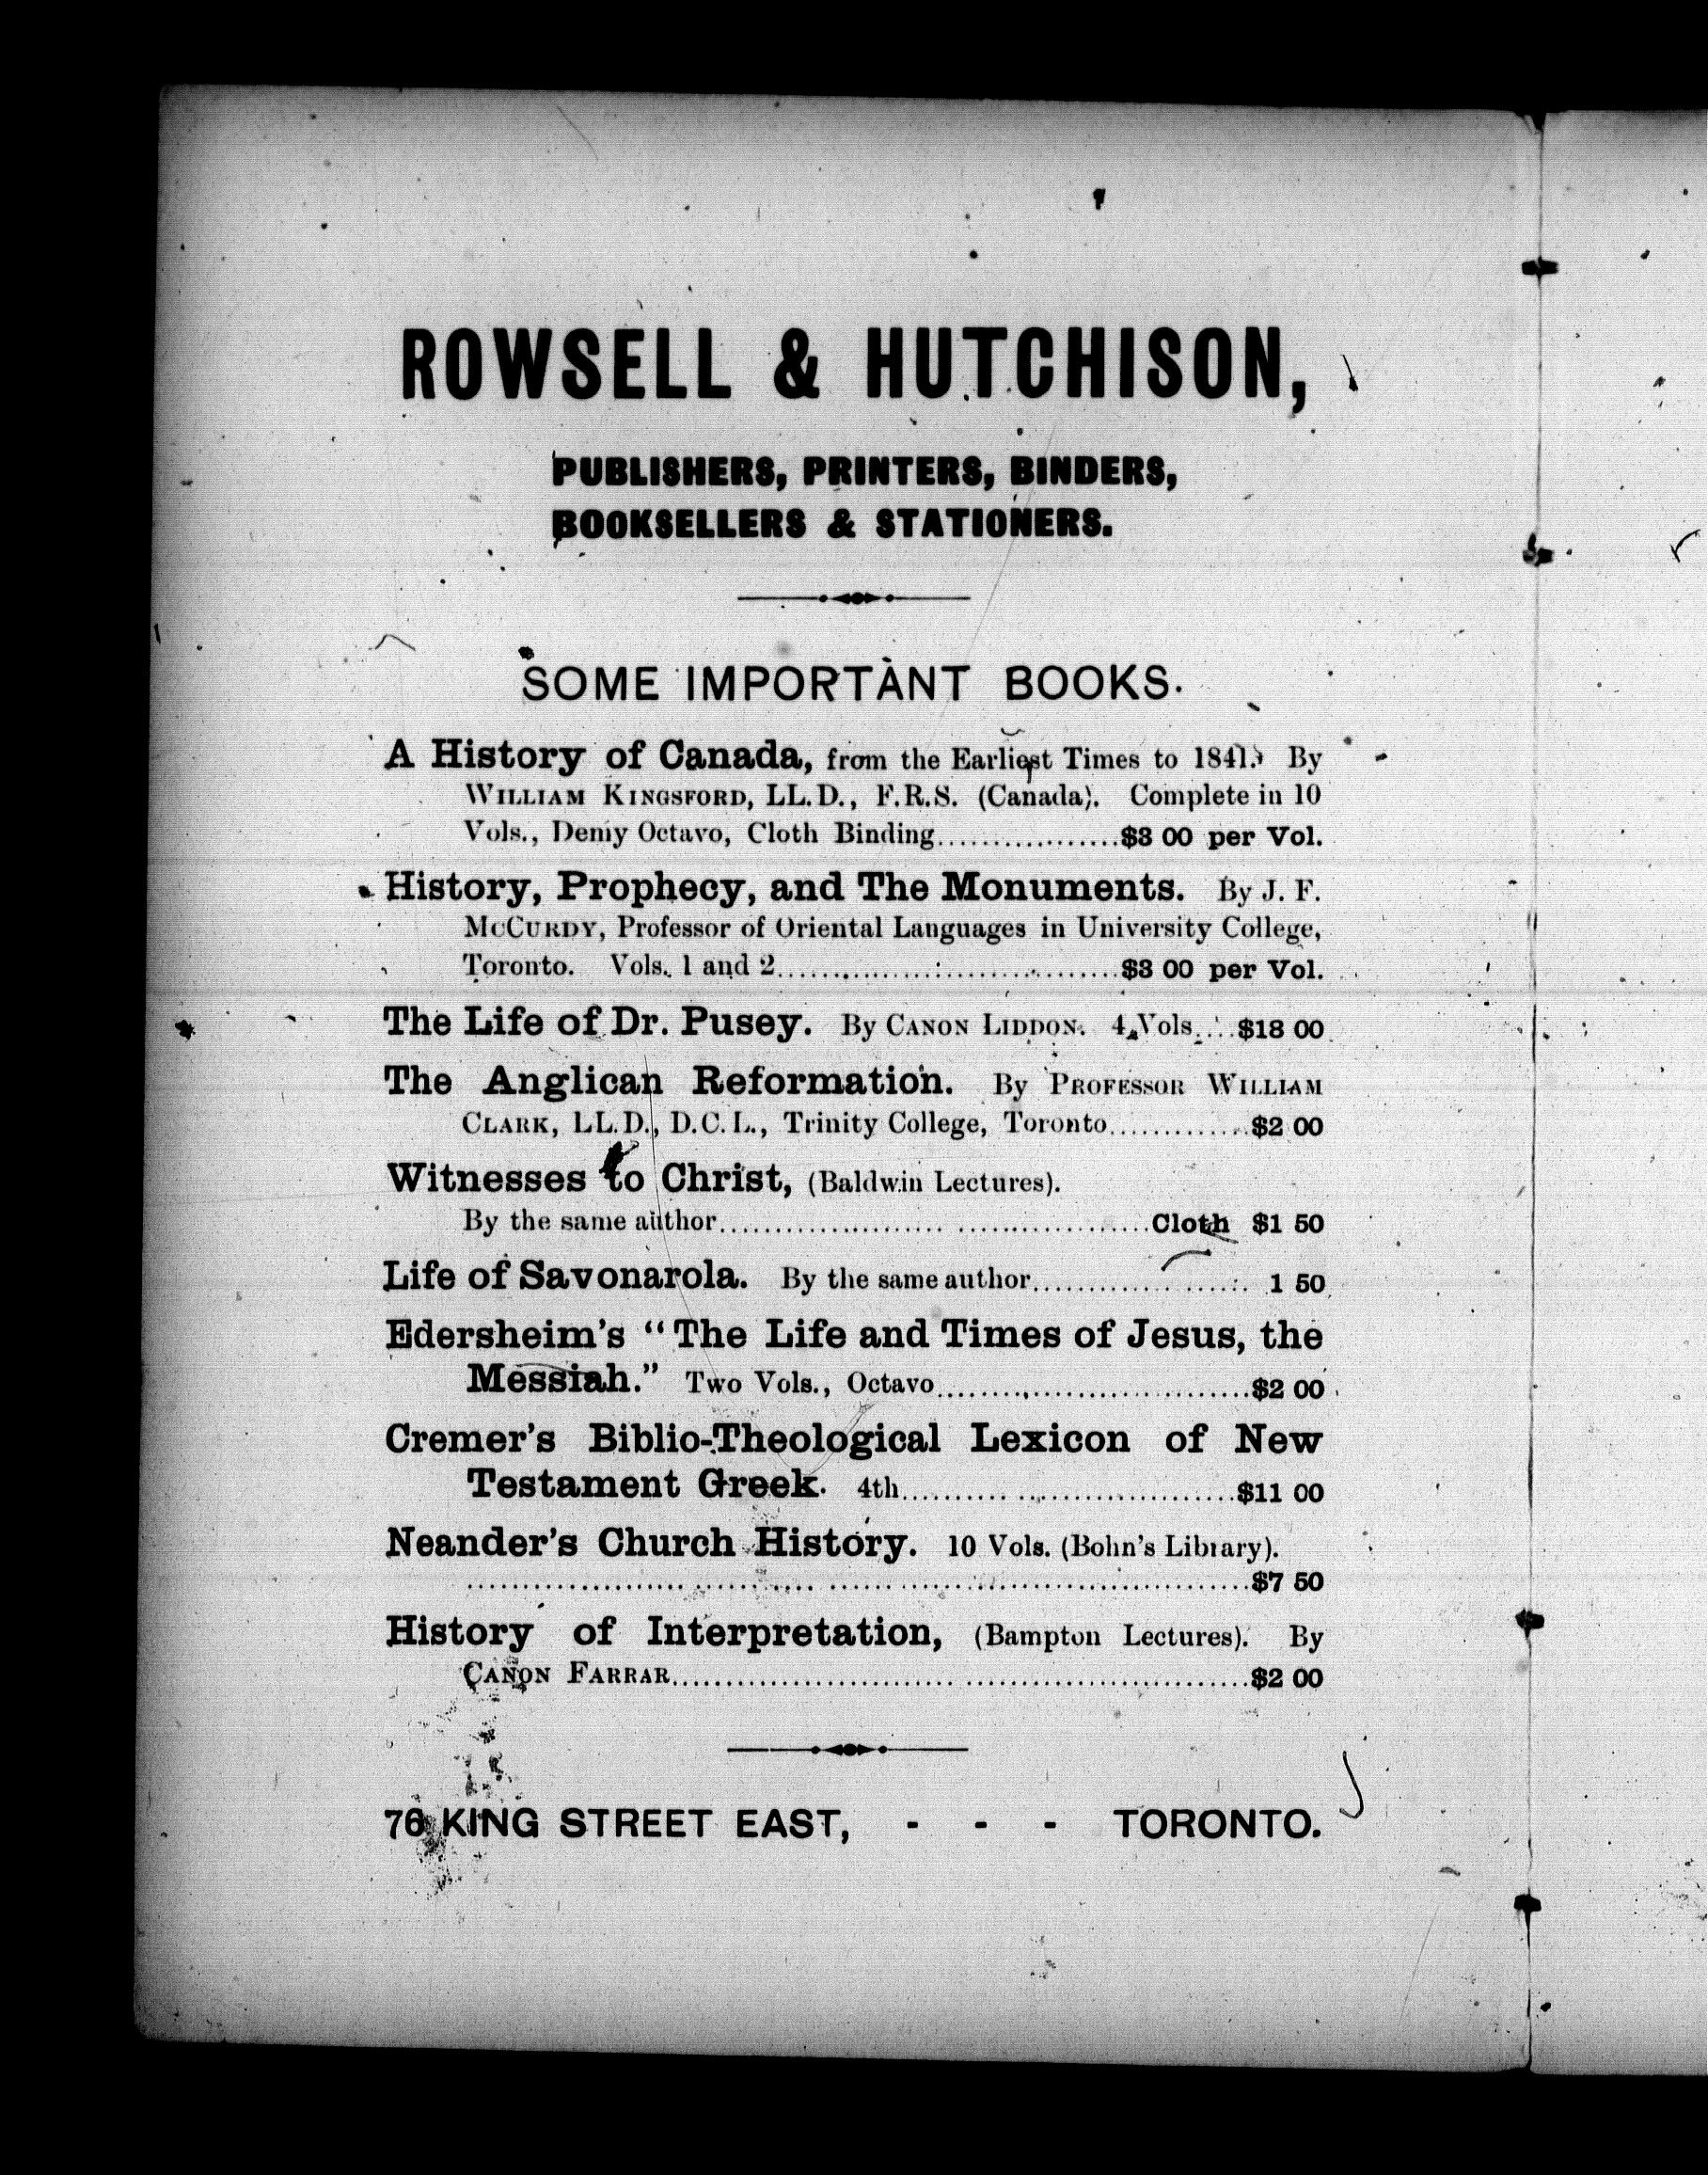 ROWSELL & HUTCHISON,
PUBLISHERS, PRINTERS, BINDERS,
BOOKSELLERS & STATIONERS.
SOME IMPORTANT BOOKS.
A History of Canada, from the Earliest Times to 1841. By
WILLIAM KINGSFORD, LL.D., F.R.S. (Canada). Complete in 10
Vols., Demy Octavo, Cloth Binding.................$3 00 per Vol.
History, Prophecy, and The Monuments. By J. F.
MCCURDY, Professor of Oriental Languages in University College,
Toronto. Vols. 1 and 2................................$3 00 per Vol.
The Life of Dr. Pusey. By CANON LIDDON. 4 Vols....$18 00
The Anglican Reformation. By PROFESSOR WILLIAM
CLARK, LL.D., D.C.L., Trinity College, Toronto.............$2 00
Witnesses to Christ, (Baldwin Lectures).
By the same author........................................Cloth $1 50
Life of Savonarola. By the same author.................... 1 50
Edersheim's "The Life and Times of Jesus, the
Messiah." Two Vols., Octavo..............................$2 00
Cremer's Biblio-Theological Lexicon of New
Testament Greek. 4th................................$11 00
Neander's Church History. 10 Vols. (Bohn's Library).
..........................................................................$7 50
History of Interpretation, (Bampton Lectures). By
CANON FARRAR......................................................$2 00
76 KING STREET EAST, - - - TORONTO.